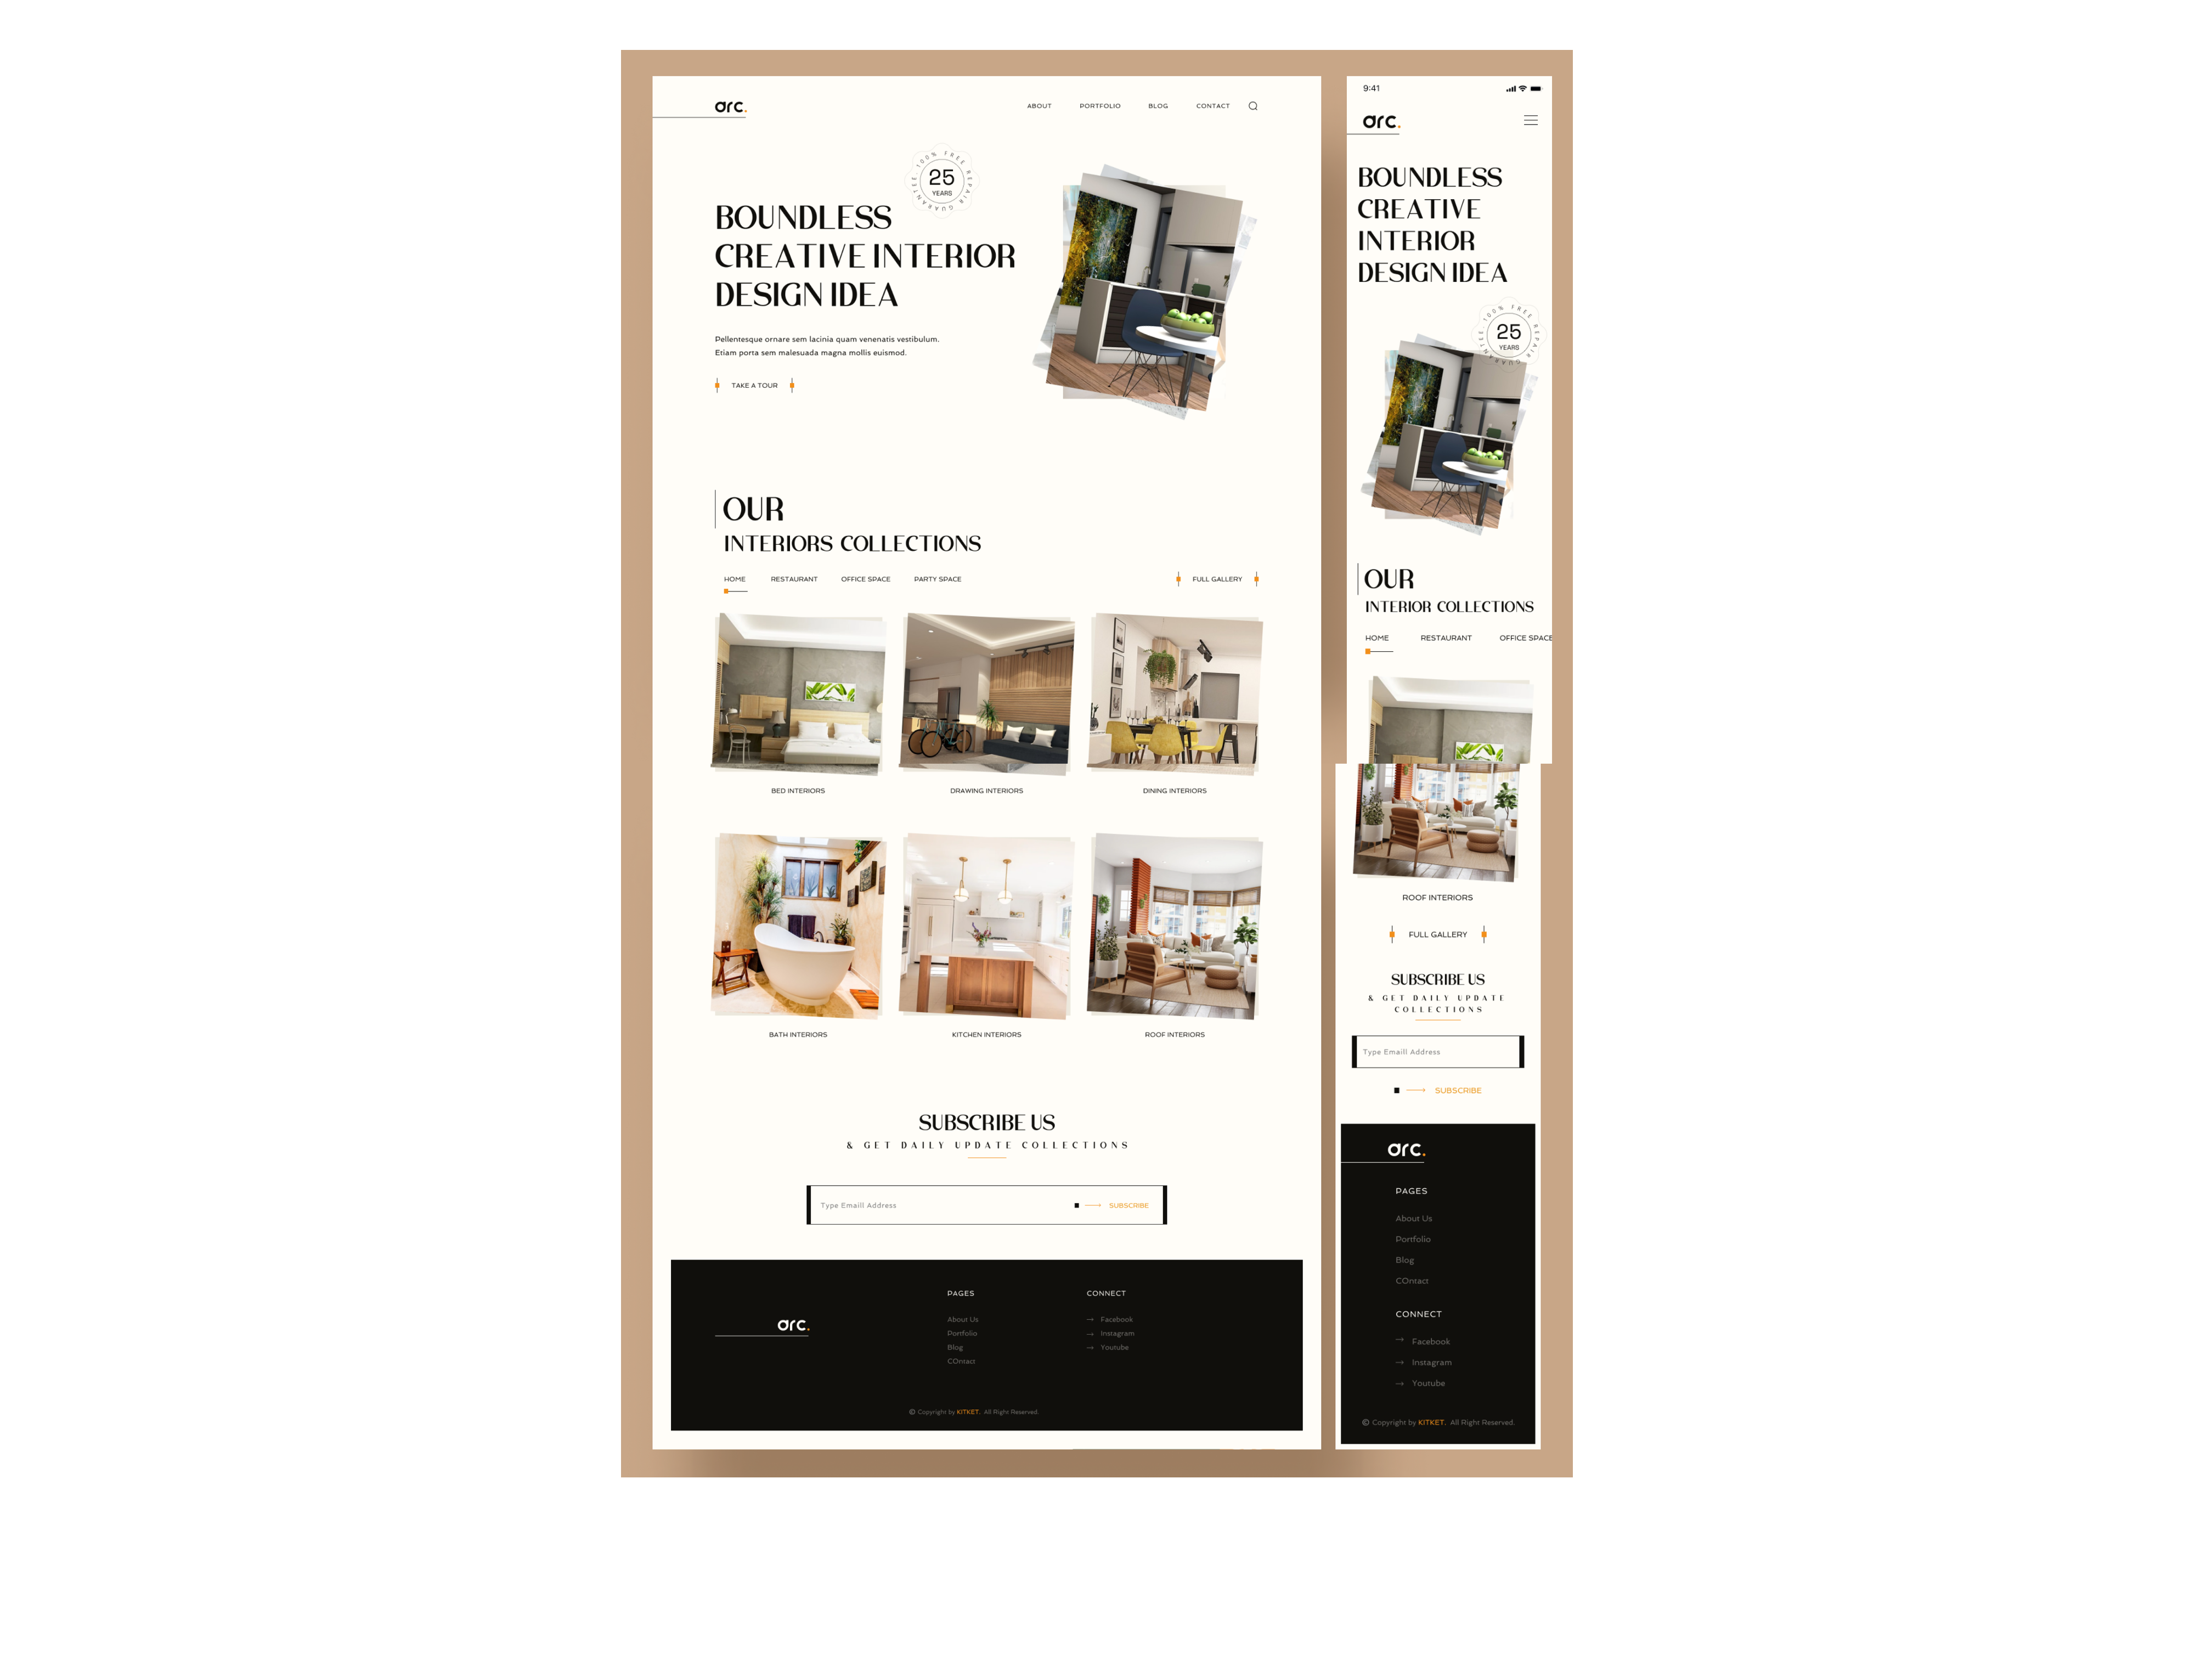 arc.
ABOUT PORTFOLIO BLOG CONTACT
100% FREE REPAIR GUARANTEE
25
YEARS
BOUNDLESS
CREATIVE INTERIOR
DESIGN IDEA
Pellentesque ornare sem lacinia quam venenatis vestibulum.
Etiam porta sem malesuada magna mollis euismod.
TAKE A TOUR
OUR
INTERIORS COLLECTIONS
HOME RESTAURANT OFFICE SPACE PARTY SPACE
FULL GALLERY
BED INTERIORS DRAWING INTERIORS DINING INTERIORS
BATH INTERIORS KITCHEN INTERIORS ROOF INTERIORS
SUBSCRIBE US
& GET DAILY UPDATE COLLECTIONS
Type Emaill Address SUBSCRIBE
arc.
PAGES
About Us
Portfolio
Blog
COntact
CONNECT
Facebook
Instagram
Youtube
© Copyright by KITKET. All Right Reserved.
9:41
arc.
BOUNDLESS
CREATIVE
INTERIOR
DESIGN IDEA
100% FREE REPAIR GUARANTEE
25
YEARS
OUR
INTERIOR COLLECTIONS
HOME RESTAURANT OFFICE SPACE
ROOF INTERIORS
FULL GALLERY
SUBSCRIBE US
& GET DAILY UPDATE
COLLECTIONS
Type Emaill Address
SUBSCRIBE
arc.
PAGES
About Us
Portfolio
Blog
COntact
CONNECT
Facebook
Instagram
Youtube
© Copyright by KITKET. All Right Reserved.